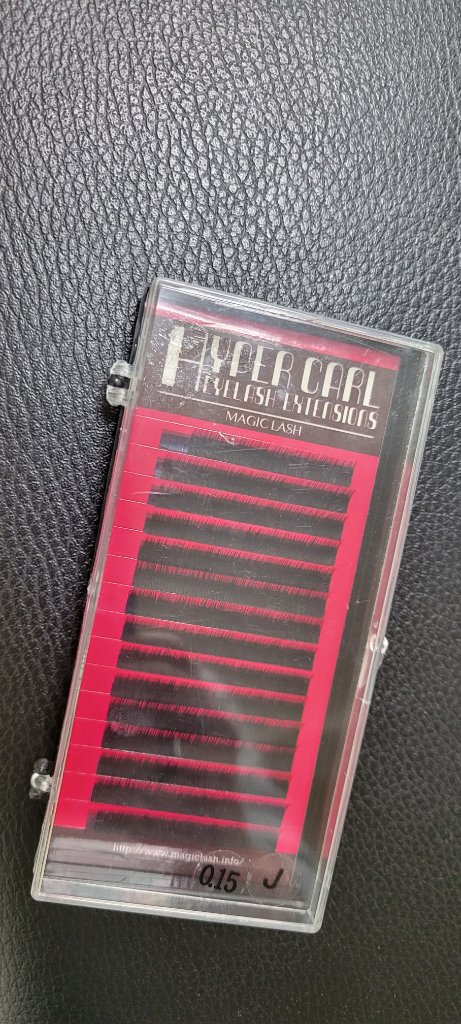 HYPER CARL
EYELASH EXTENSIONS
MAGIC LASH
http://www.magiclash.info/
0.15 J